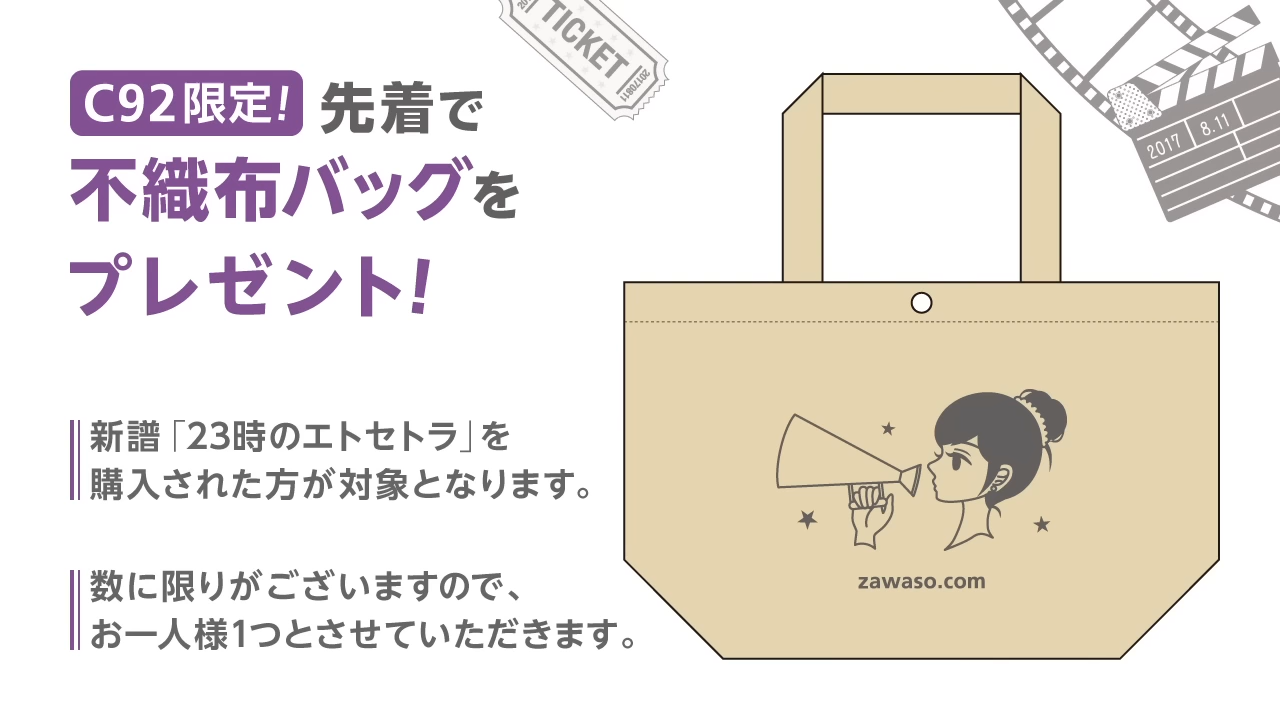 C92限定! 先着で
不織布バッグを
プレゼント!
新譜「23時のエトセトラ」を
購入された方が対象となります。
数に限りがございますので、
お一人様1つとさせていただきます。
TICKET
20170811
2017 8.11
zawaso.com